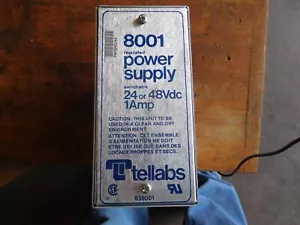 8001
regulated
power
supply
switchable
24 or 48Vdc
1Amp
CAUTION: THIS UNIT TO BE
USED IN A CLEAN AND DRY
ENVIRONMENT.
ATTENTION: CET ENSEMBLE
D'ALIMENTATION NE DOIT
ETRE UTILISE QUE DANS DES
LOCAUX PROPRES ET SECS.
tellabs
838001